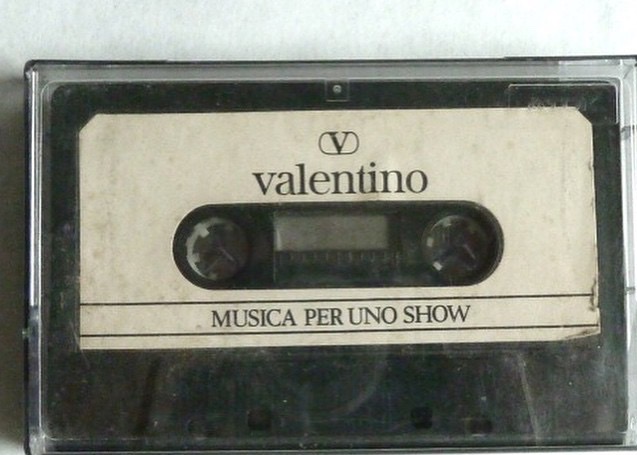 V
valentino
MUSICA PER UNO SHOW